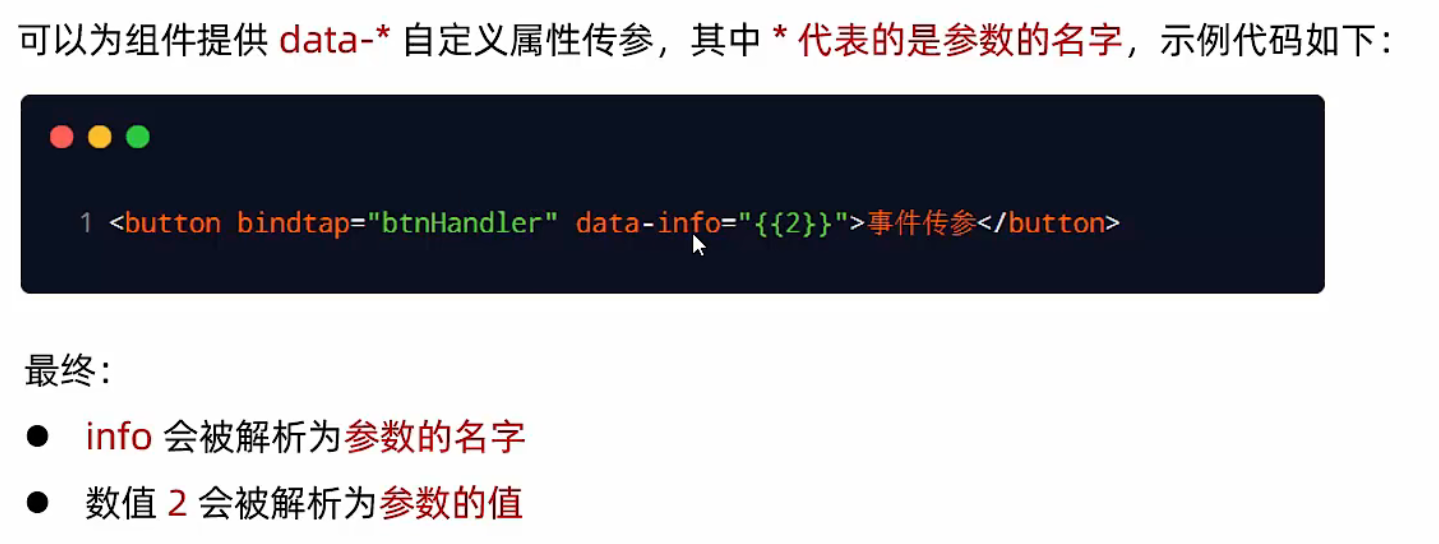 可以为组件提供 data-* 自定义属性传参，其中 * 代表的是参数的名字，示例代码如下：
1 <button bindtap="btnHandler" data-info="{{2}}">事件传参</button>
最终：
● info 会被解析为参数的名字
● 数值 2 会被解析为参数的值